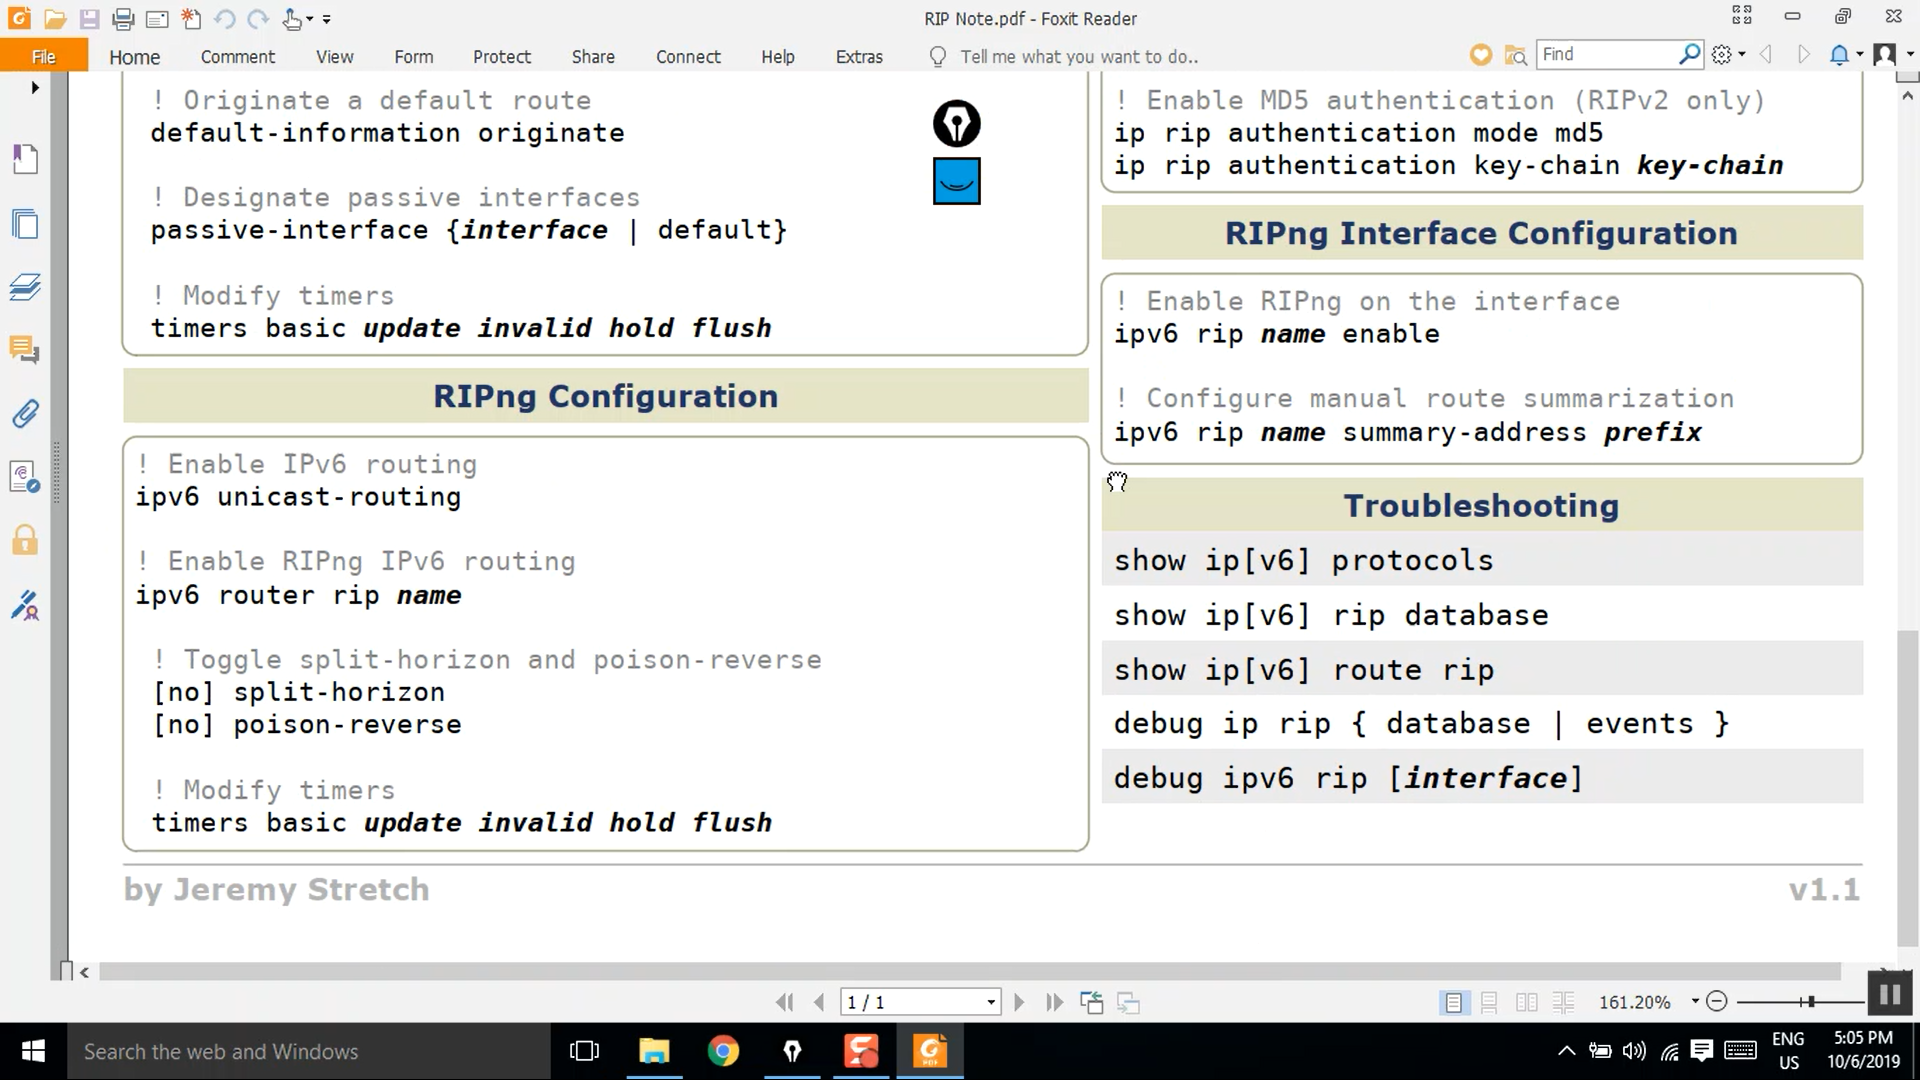 RIP Note.pdf - Foxit Reader
File Home Comment View Form Protect Share Connect Help Extras Tell me what you want to do.. Find
! Originate a default route
default-information originate
! Designate passive interfaces
passive-interface {interface | default}
! Modify timers
timers basic update invalid hold flush
RIPng Configuration
! Enable IPv6 routing
ipv6 unicast-routing
! Enable RIPng IPv6 routing
ipv6 router rip name
! Toggle split-horizon and poison-reverse
[no] split-horizon
[no] poison-reverse
! Modify timers
timers basic update invalid hold flush
! Enable MD5 authentication (RIPv2 only)
ip rip authentication mode md5
ip rip authentication key-chain key-chain
RIPng Interface Configuration
! Enable RIPng on the interface
ipv6 rip name enable
! Configure manual route summarization
ipv6 rip name summary-address prefix
Troubleshooting
show ip[v6] protocols
show ip[v6] rip database
show ip[v6] route rip
debug ip rip { database | events }
debug ipv6 rip [interface]
by Jeremy Stretch
v1.1
1 / 1
161.20%
Search the web and Windows
ENG
US
5:05 PM
10/6/2019